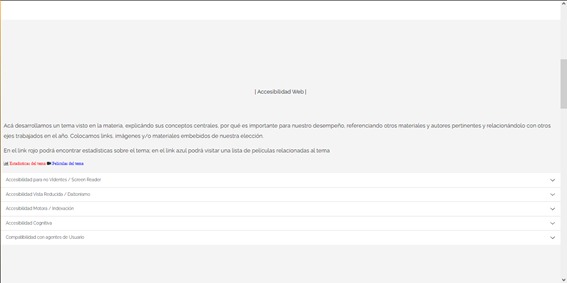 | Accesibilidad Web |
Acá desarrollamos un tema visto en la materia, explicándo sus conceptos centrales, por qué es importante para nuestro desempeño, referenciando otros materiales y autores pertinentes y relacionándolo con otros
ejes trabajados en el año. Colocamos links, imágenes y/o materiales embebidos de nuestra elección.
En el link rojo podrá encontrar estadísticas sobre el tema; en el link azul podrá visitar una lista de películas relacionadas al tema
Estadísticas del tema Películas del tema
Accesibilidad para no Videntes / Screen Reader
Accesibilidad Vista Reducida / Daltonismo
Accesibilidad Motora / Indexación
Accesibilidad Cognitiva
Compatibilidad con agentes de Usuario